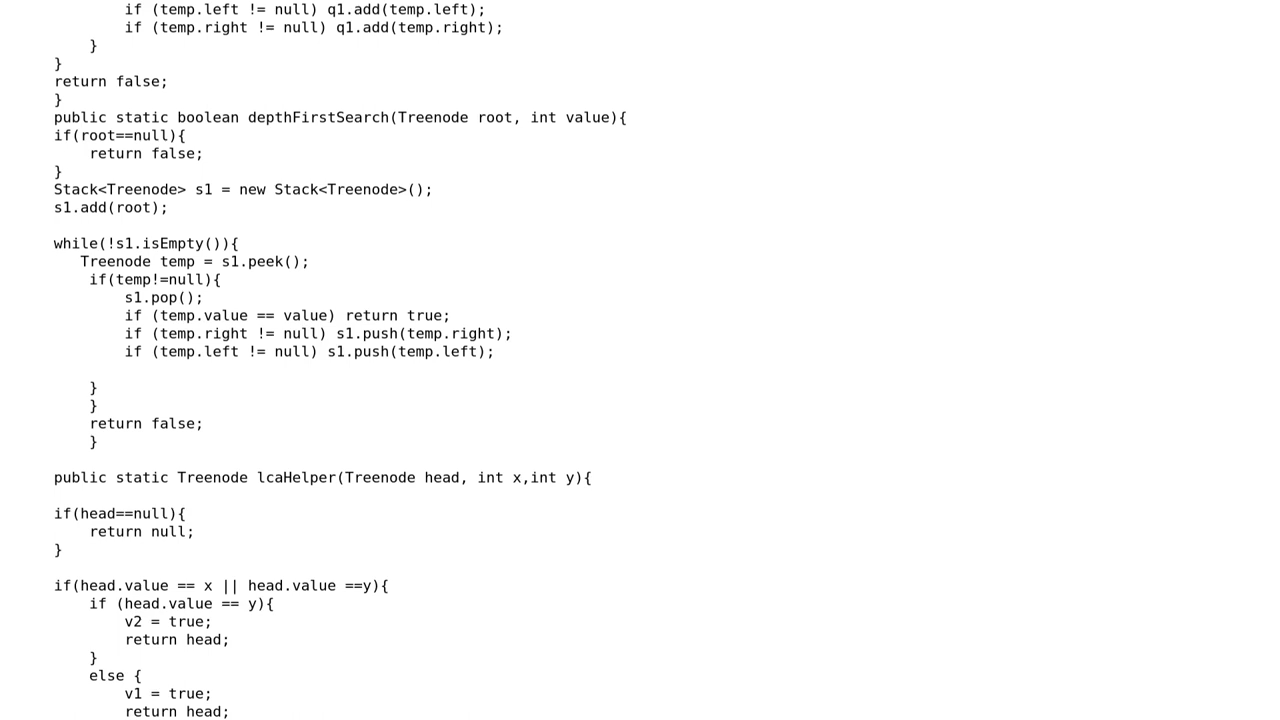 if (temp.left != null) q1.add(temp.left);
if (temp.right != null) q1.add(temp.right);
}
}
return false;
}
public static boolean depthFirstSearch(Treenode root, int value){
if(root==null){
return false;
}
Stack<Treenode> s1 = new Stack<Treenode>();
s1.add(root);
while(!s1.isEmpty()){
Treenode temp = s1.peek();
if(temp!=null){
s1.pop();
if (temp.value == value) return true;
if (temp.right != null) s1.push(temp.right);
if (temp.left != null) s1.push(temp.left);
}
}
return false;
}
public static Treenode lcaHelper(Treenode head, int x,int y){
if(head==null){
return null;
}
if(head.value == x || head.value ==y){
if (head.value == y){
v2 = true;
return head;
}
else {
v1 = true;
return head;